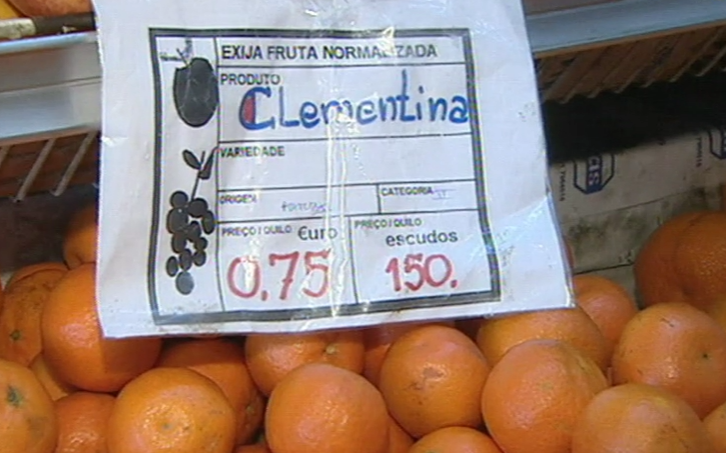 EXIJA FRUTA NORMALIZADA
PRODUTO
Clementina
VARIEDADE
ORIGEM
CATEGORIA
PREÇO/QUILO Euro
PREÇO/QUILO escudos
0.75
150.